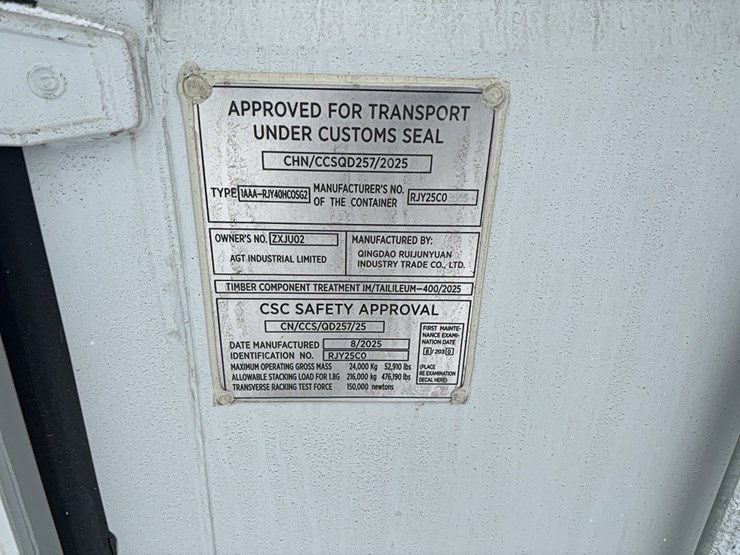 APPROVED FOR TRANSPORT
UNDER CUSTOMS SEAL
CHN/CCSQD257/2025
TYPE 1AAA-RJY40HCOSG2 MANUFACTURER'S NO. OF THE CONTAINER RJY25C0
OWNER'S NO. ZXJU02
AGT INDUSTRIAL LIMITED
MANUFACTURED BY:
QINGDAO RUIJUNYUAN
INDUSTRY TRADE CO., LTD.
TIMBER COMPONENT TREATMENT IM/TAILILEUM-400/2025
CSC SAFETY APPROVAL
CN/CCS/QD257/25
DATE MANUFACTURED 8/2025
IDENTIFICATION NO. RJY25C0
MAXIMUM OPERATING GROSS MASS 24,000 kg 52,910 lbs
ALLOWABLE STACKING LOAD FOR 1.8G 216,000 kg 476,190 lbs
TRANSVERSE RACKING TEST FORCE 150,000 newtons
FIRST MAINTE-
NANCE EXAMI-
NATION DATE
8/2030
(PLACE
RE EXAMINATION
DECAL HERE)